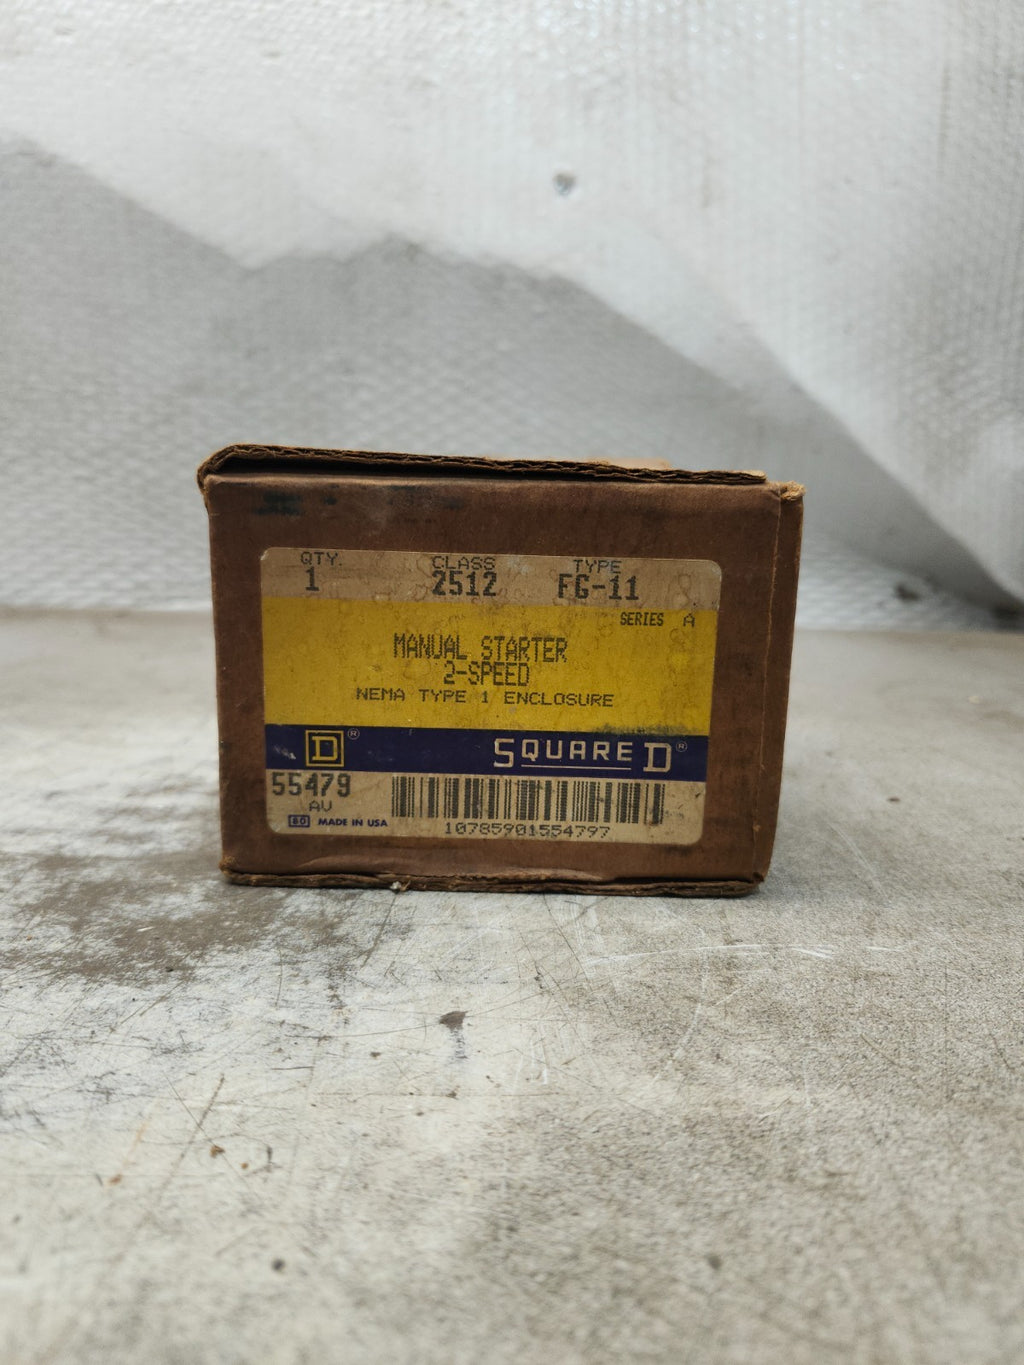 QTY. CLASS TYPE
1 2512 FG-11
SERIES A
MANUAL STARTER
2-SPEED
NEMA TYPE 1 ENCLOSURE
D® SQUARE D®
55479
AV
60 MADE IN USA
10785901554797